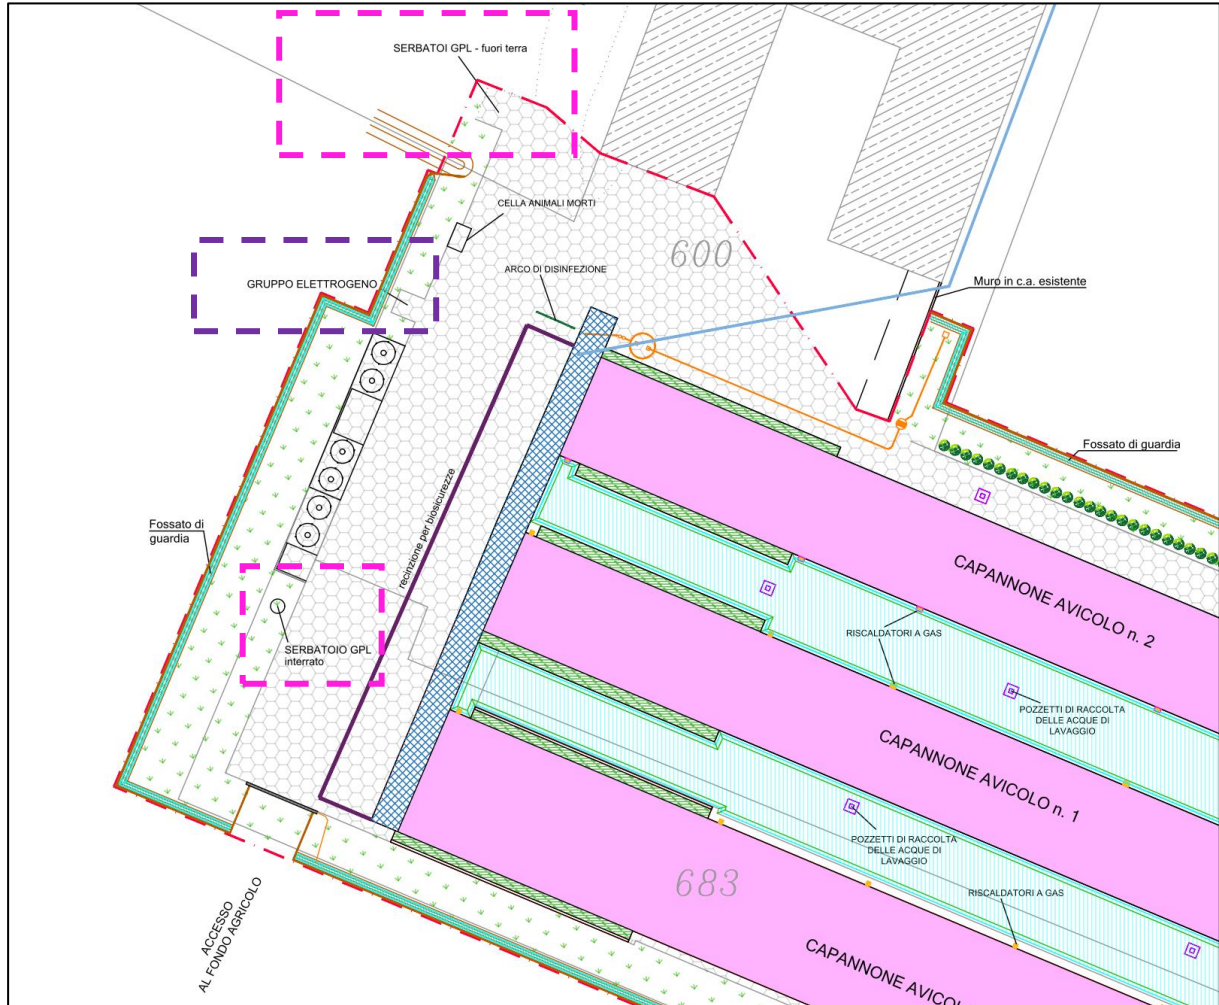 SERBATOI GPL - fuori terra
CELLA ANIMALI MORTI
600
ARCO DI DISINFEZIONE
GRUPPO ELETTROGENO
Muro in c.a. esistente
Fossato di guardia
recinzione per biosicurezze
Fossato di
guardia
CAPANNONE AVICOLO n. 2
RISCALDATORI A GAS
SERBATOIO GPL
interrato
POZZETTI DI RACCOLTA
DELLE ACQUE DI
LAVAGGIO
CAPANNONE AVICOLO n. 1
POZZETTI DI RACCOLTA
DELLE ACQUE DI
LAVAGGIO
683
RISCALDATORI A GAS
ACCESSO
AL FONDO AGRICOLO
CAPANNONE